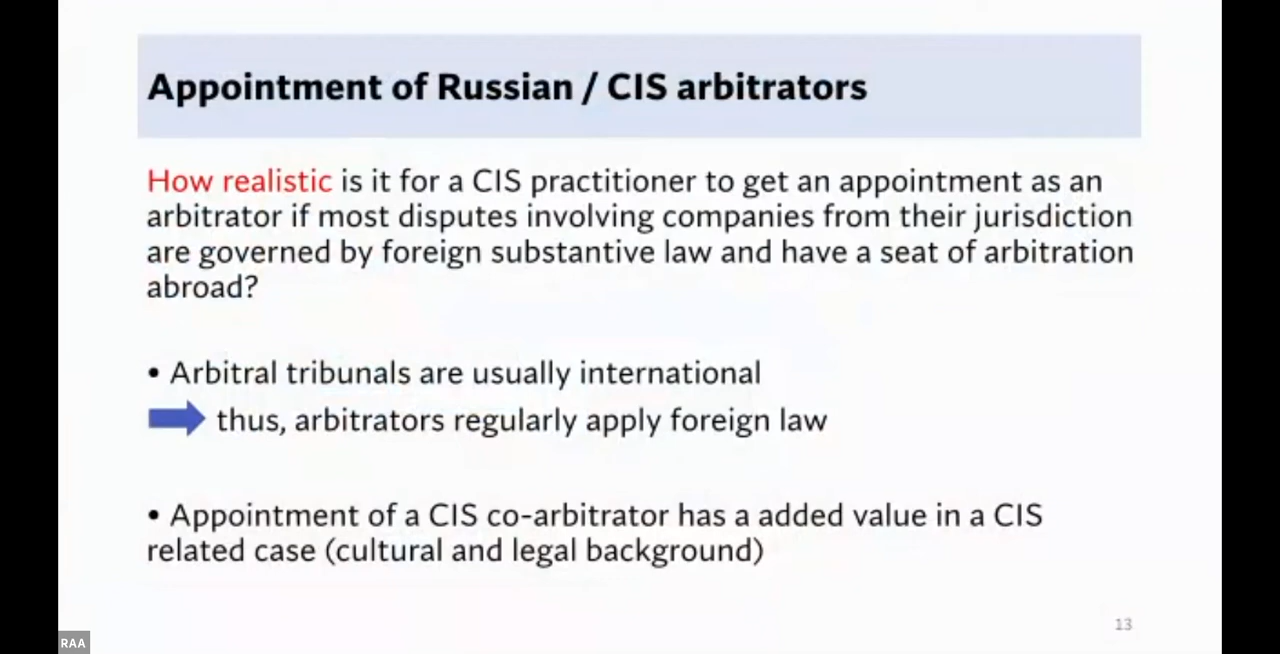 Appointment of Russian / CIS arbitrators
How realistic is it for a CIS practitioner to get an appointment as an
arbitrator if most disputes involving companies from their jurisdiction
are governed by foreign substantive law and have a seat of arbitration
abroad?
• Arbitral tribunals are usually international
thus, arbitrators regularly apply foreign law
• Appointment of a CIS co-arbitrator has a added value in a CIS
related case (cultural and legal background)
13
RAA